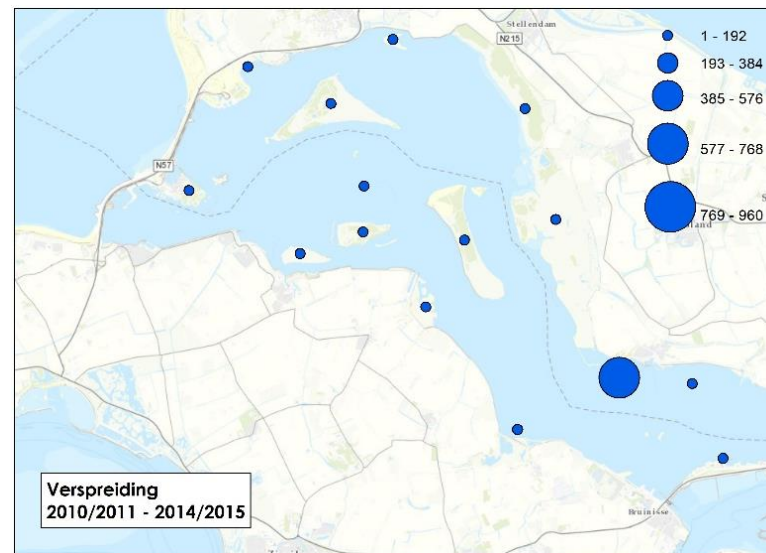 Stellendam
N215
1 - 192
193 - 384
385 - 576
577 - 768
N57
769 - 960
Verspreiding
2010/2011 - 2014/2015
Bruinisse